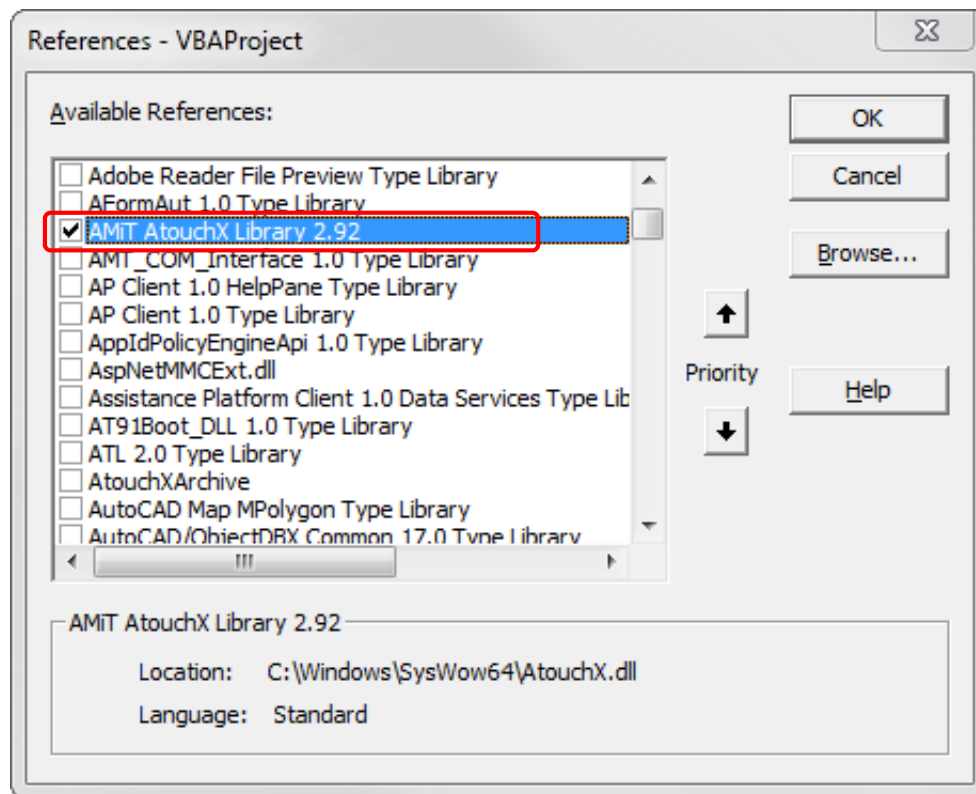 References - VBAProject
Available References:
Adobe Reader File Preview Type Library
AFormAut 1.0 Type Library
AMiT AtouchX Library 2.92
AMT_COM_Interface 1.0 Type Library
AP Client 1.0 HelpPane Type Library
AP Client 1.0 Type Library
AppIdPolicyEngineApi 1.0 Type Library
AspNetMMCExt.dll
Assistance Platform Client 1.0 Data Services Type Lib
AT91Boot_DLL 1.0 Type Library
ATL 2.0 Type Library
AtouchXArchive
AutoCAD Map MPolygon Type Library
AutoCAD/ObjectDBX Common 17.0 Type Library
OK
Cancel
Browse...
Priority
Help
AMiT AtouchX Library 2.92
Location: C:\Windows\SysWow64\AtouchX.dll
Language: Standard